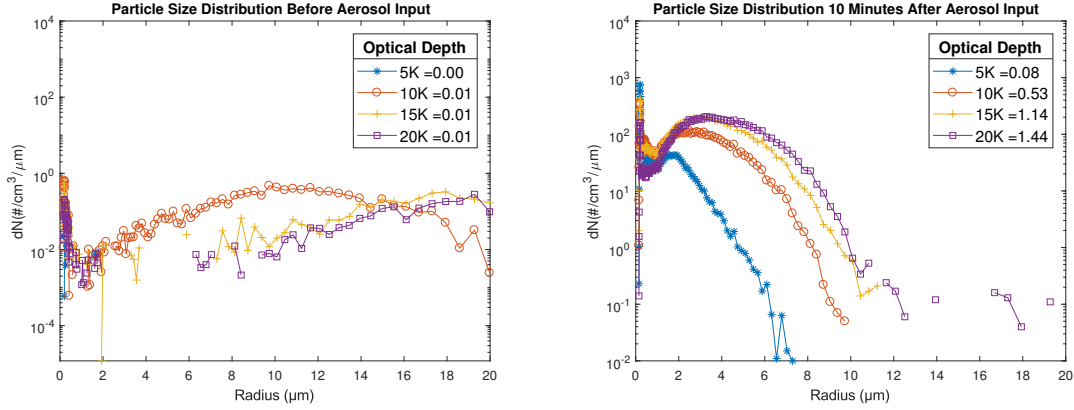 Particle Size Distribution Before Aerosol Input
10^4
10^2
10^0
10^-2
10^-4
dN(#/cm^3/μm)
0 2 4 6 8 10 12 14 16 18 20
Radius (μm)
Optical Depth
5K =0.00
10K =0.01
15K =0.01
20K =0.01
Particle Size Distribution 10 Minutes After Aerosol Input
10^4
10^3
10^2
10^1
10^0
10^-1
10^-2
dN(#/cm^3/μm)
0 2 4 6 8 10 12 14 16 18 20
Radius (μm)
Optical Depth
5K =0.08
10K =0.53
15K =1.14
20K =1.44